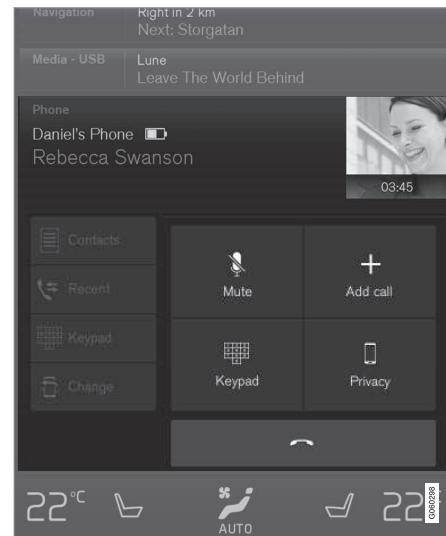 Navigation
Right in 2 km
Next: Storgatan
Media - USB
Lune
Leave The World Behind
Phone
Daniel's Phone
Rebecca Swanson
03:45
Contacts
Recent
Keypad
Change
Mute
Add call
Keypad
Privacy
22°C
AUTO
22
G060298